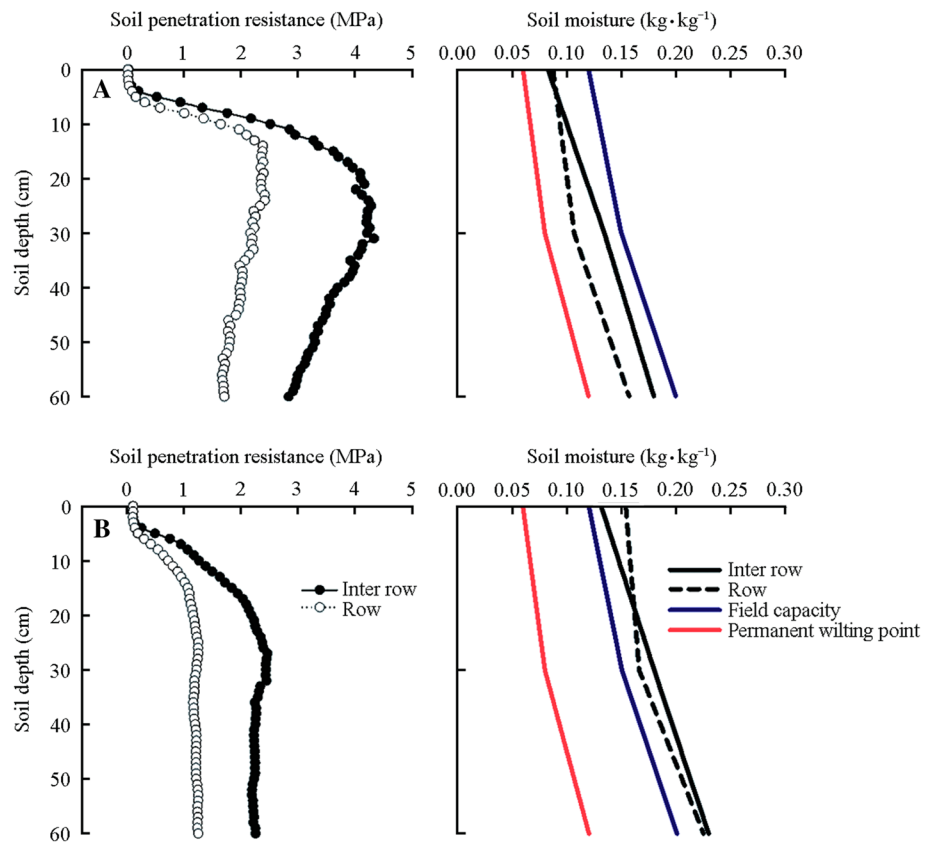 Soil penetration resistance (MPa)
0 1 2 3 4 5
A
Soil depth (cm)
0
10
20
30
40
50
60
Soil moisture (kg·kg⁻¹)
0.00 0.05 0.10 0.15 0.20 0.25 0.30
Soil penetration resistance (MPa)
0 1 2 3 4 5
B
Soil depth (cm)
0
10
20
30
40
50
60
Inter row
Row
Soil moisture (kg·kg⁻¹)
0.00 0.05 0.10 0.15 0.20 0.25 0.30
Inter row
Row
Field capacity
Permanent wilting point